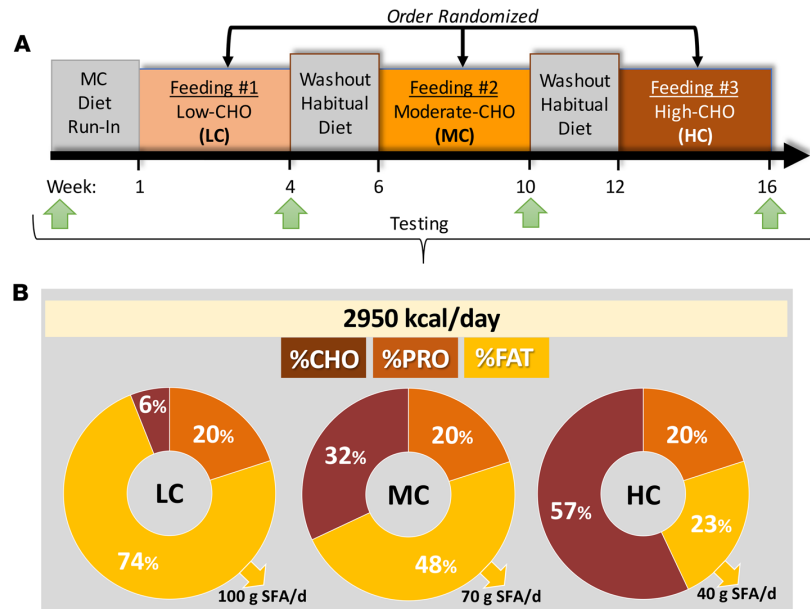 Order Randomized
A
MC
Diet
Run-In
Feeding #1
Low-CHO
(LC)
Washout
Habitual
Diet
Feeding #2
Moderate-CHO
(MC)
Washout
Habitual
Diet
Feeding #3
High-CHO
(HC)
Week: 1 4 6 10 12 16
Testing
B
2950 kcal/day
%CHO %PRO %FAT
6%
20%
LC
74%
100 g SFA/d
32%
20%
MC
48%
70 g SFA/d
57%
20%
HC
23%
40 g SFA/d